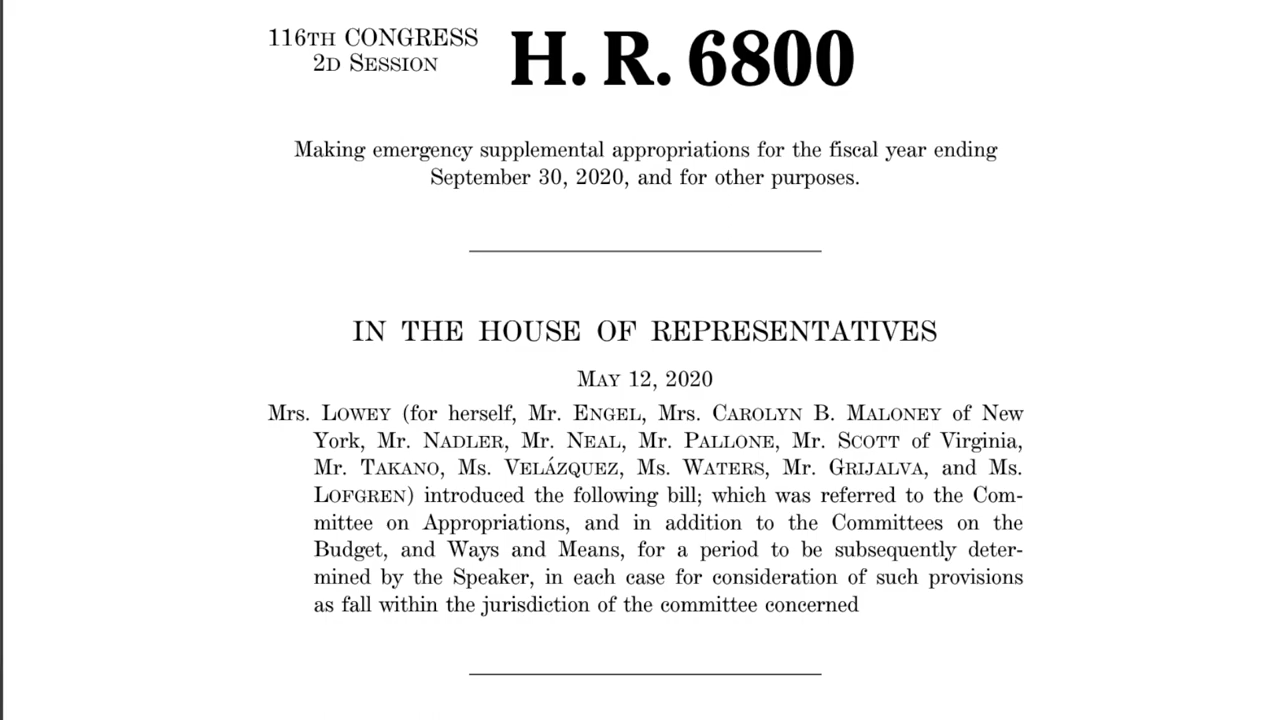 116TH CONGRESS
2D SESSION
H. R. 6800
Making emergency supplemental appropriations for the fiscal year ending
September 30, 2020, and for other purposes.
IN THE HOUSE OF REPRESENTATIVES
MAY 12, 2020
Mrs. LOWEY (for herself, Mr. ENGEL, Mrs. CAROLYN B. MALONEY of New
York, Mr. NADLER, Mr. NEAL, Mr. PALLONE, Mr. SCOTT of Virginia,
Mr. TAKANO, Ms. VELÁZQUEZ, Ms. WATERS, Mr. GRIJALVA, and Ms.
LOFGREN) introduced the following bill; which was referred to the Com-
mittee on Appropriations, and in addition to the Committees on the
Budget, and Ways and Means, for a period to be subsequently deter-
mined by the Speaker, in each case for consideration of such provisions
as fall within the jurisdiction of the committee concerned